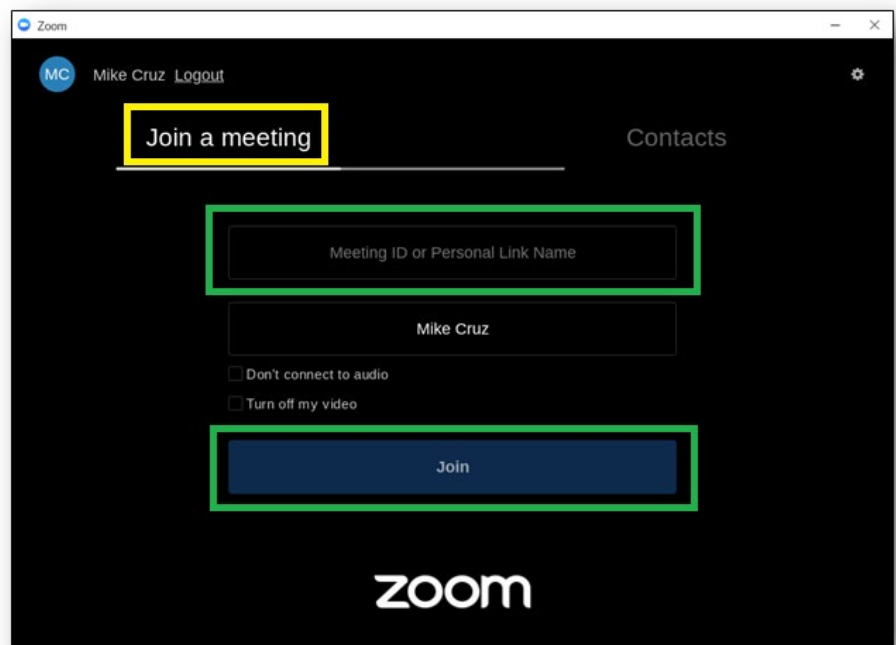 Zoom
MC Mike Cruz Logout
Join a meeting Contacts
Meeting ID or Personal Link Name
Mike Cruz
Don't connect to audio
Turn off my video
Join
zoom